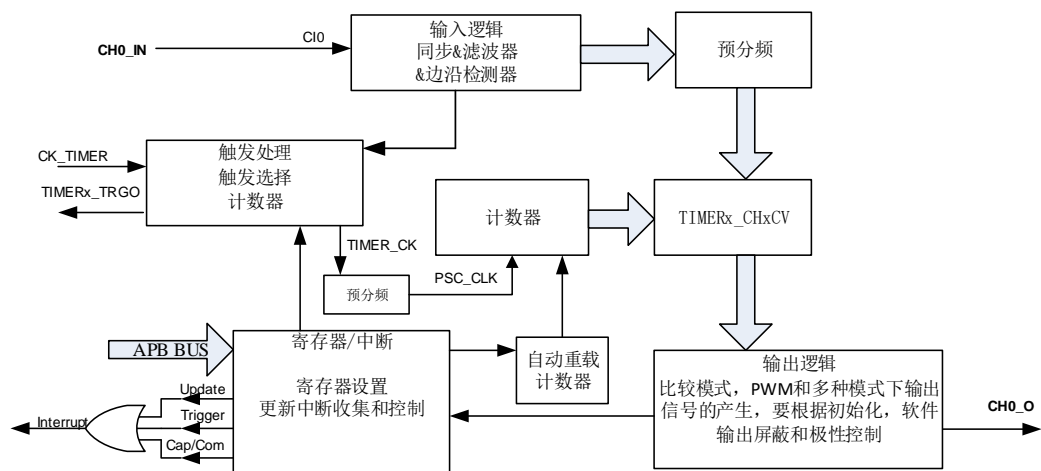 CH0_IN
CI0
输入逻辑
同步&滤波器
&边沿检测器
预分频
CK_TIMER
TIMERx_TRGO
触发处理
触发选择
计数器
计数器
TIMERx_CHxCV
TIMER_CK
预分频
PSC_CLK
APB BUS
寄存器/中断
寄存器设置
更新中断收集和控制
自动重载
计数器
输出逻辑
比较模式，PWM和多种模式下输出
信号的产生，要根据初始化，软件
输出屏蔽和极性控制
CH0_O
Update
Trigger
Cap/Com
Interrupt